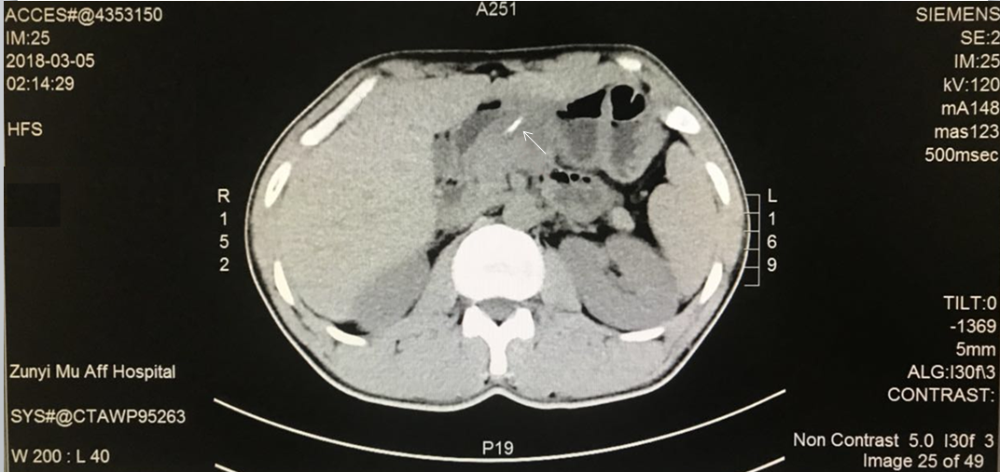 ACCES#@4353150
IM:25
2018-03-05
02:14:29
HFS
A251
SIEMENS
SE:2
IM:25
kV:120
mA148
mas123
500msec
R
1
5
2
L
1
6
9
TILT:0
-1369
5mm
ALG:I30f\3
CONTRAST:
Zunyi Mu Aff Hospital
SYS#@CTAWP95263
W 200 : L 40
P19
Non Contrast 5.0 I30f 3
Image 25 of 49